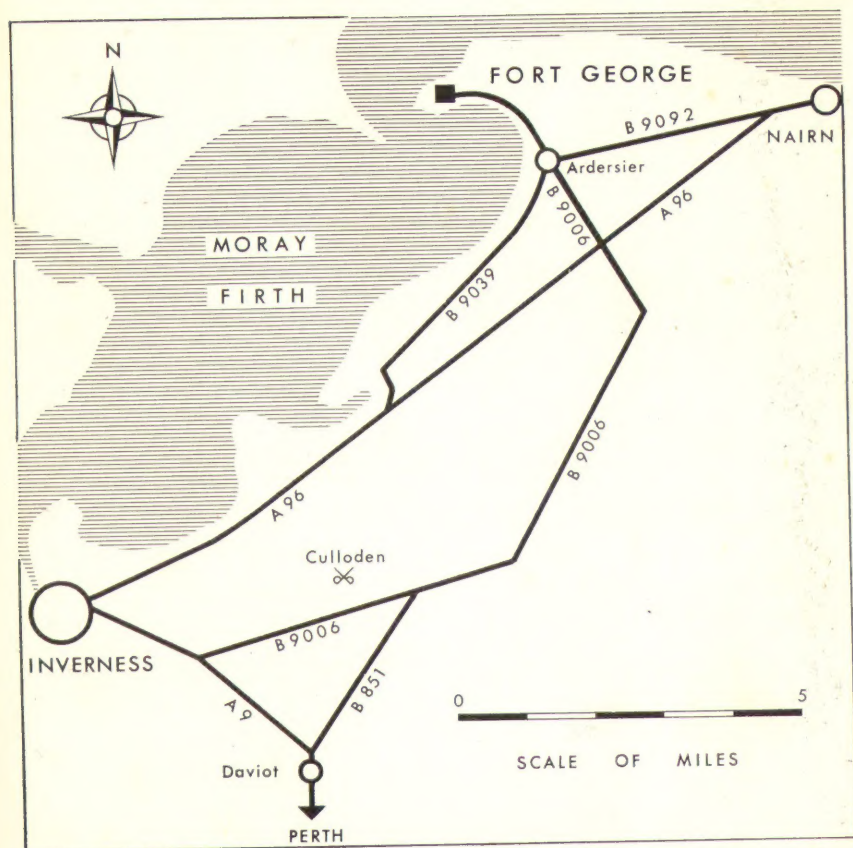 N
FORT GEORGE
B 9092
NAIRN
Ardersier
B 9006
A 96
MORAY
FIRTH
B 9039
B 9006
A 96
Culloden
B 9006
INVERNESS
B 851
A 9
0 5
SCALE OF MILES
Daviot
PERTH